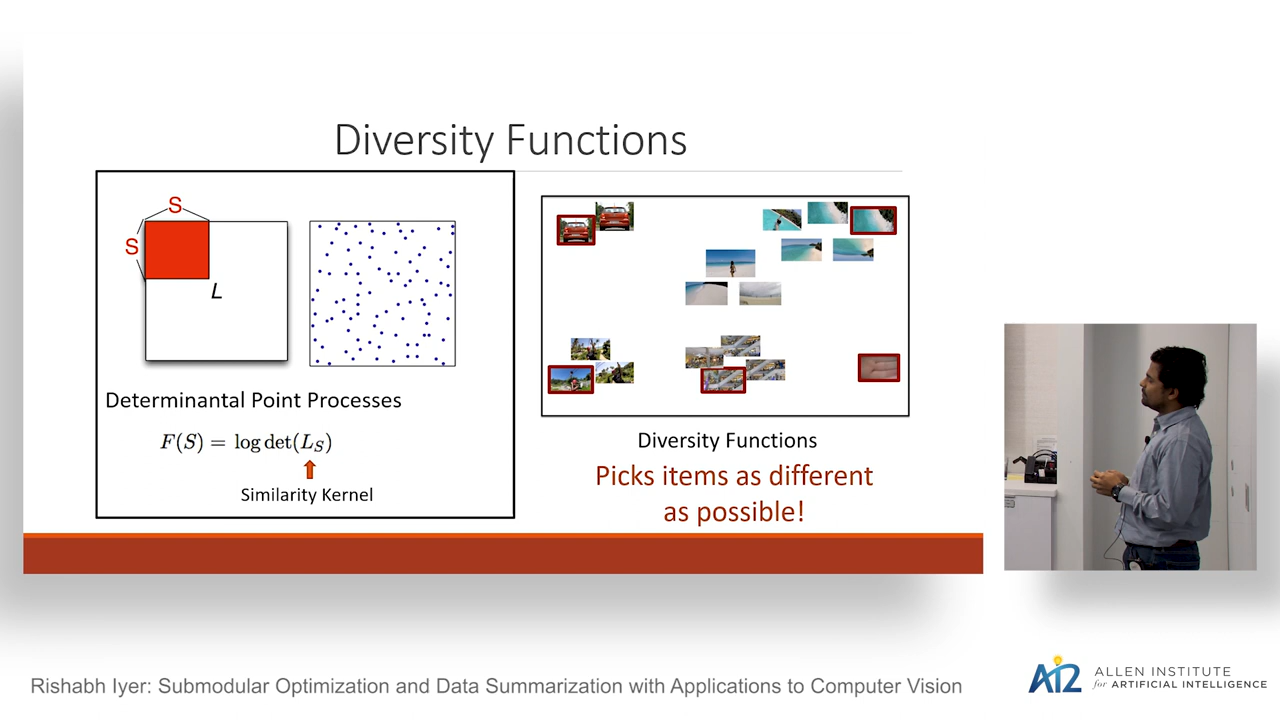 Diversity Functions
S
S
L
Determinantal Point Processes
F(S) = log det(L_S)
Similarity Kernel
Diversity Functions
Picks items as different
as possible!
Rishabh Iyer: Submodular Optimization and Data Summarization with Applications to Computer Vision
AI2 ALLEN INSTITUTE
for ARTIFICIAL INTELLIGENCE